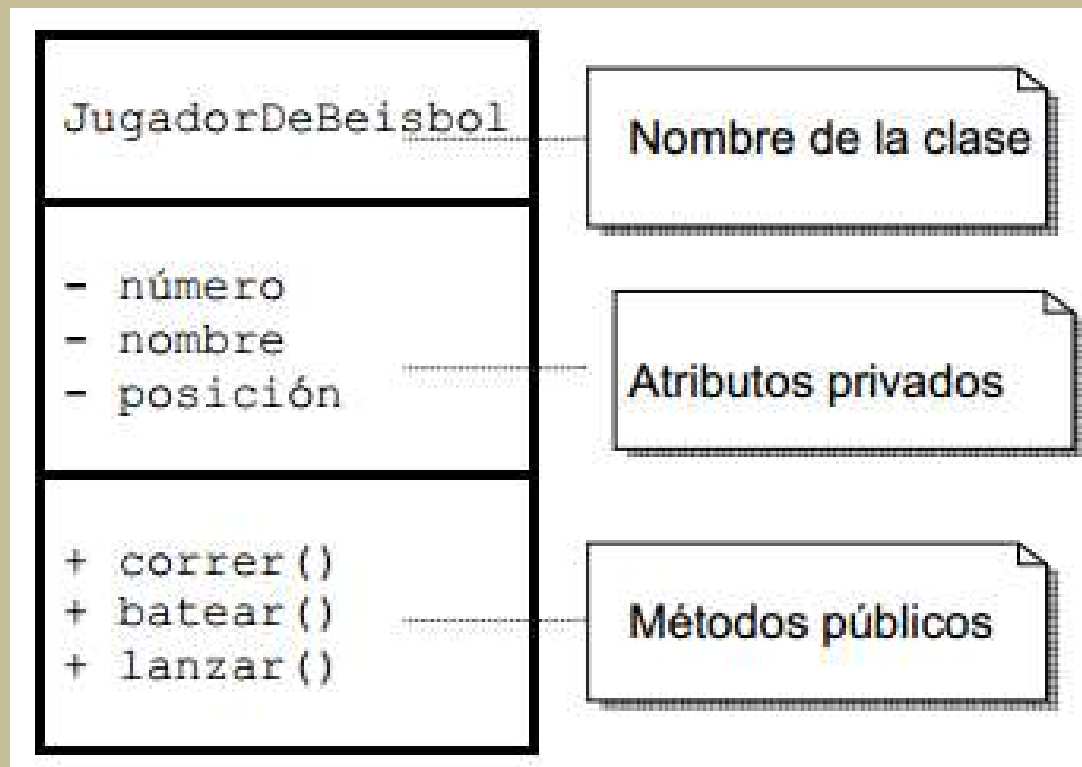 JugadorDeBeisbol
Nombre de la clase
- número
- nombre
- posición
Atributos privados
+ correr()
+ batear()
+ lanzar()
Métodos públicos